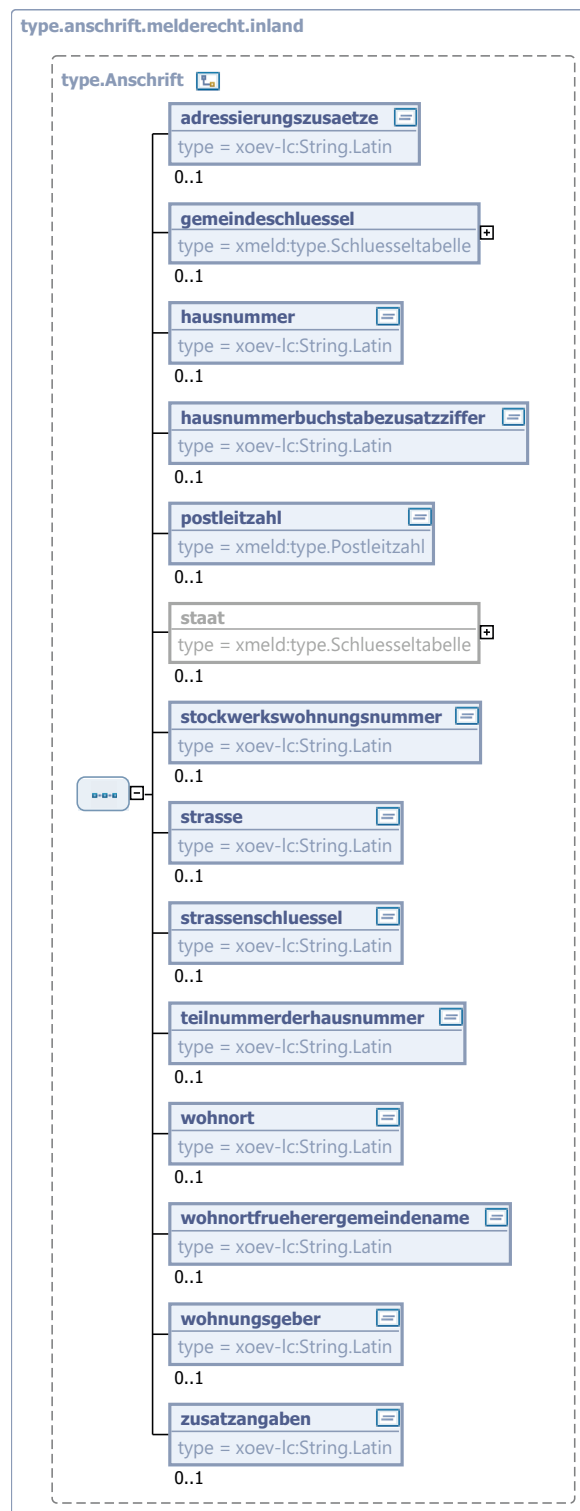 type.anschrift.melderecht.inland
type.Anschrift
adressierungszusaetze
type = xoev-lc:String.Latin
0..1
gemeindeschluessel
type = xmeld:type.Schluesseltabelle
0..1
hausnummer
type = xoev-lc:String.Latin
0..1
hausnummerbuchstabezusatzziffer
type = xoev-lc:String.Latin
0..1
postleitzahl
type = xmeld:type.Postleitzahl
0..1
staat
type = xmeld:type.Schluesseltabelle
0..1
stockwerkswohnungsnummer
type = xoev-lc:String.Latin
0..1
strasse
type = xoev-lc:String.Latin
0..1
strassenschluessel
type = xoev-lc:String.Latin
0..1
teilnummerderhausnummer
type = xoev-lc:String.Latin
0..1
wohnort
type = xoev-lc:String.Latin
0..1
wohnortfrueherergemeindename
type = xoev-lc:String.Latin
0..1
wohnungsgeber
type = xoev-lc:String.Latin
0..1
zusatzangaben
type = xoev-lc:String.Latin
0..1